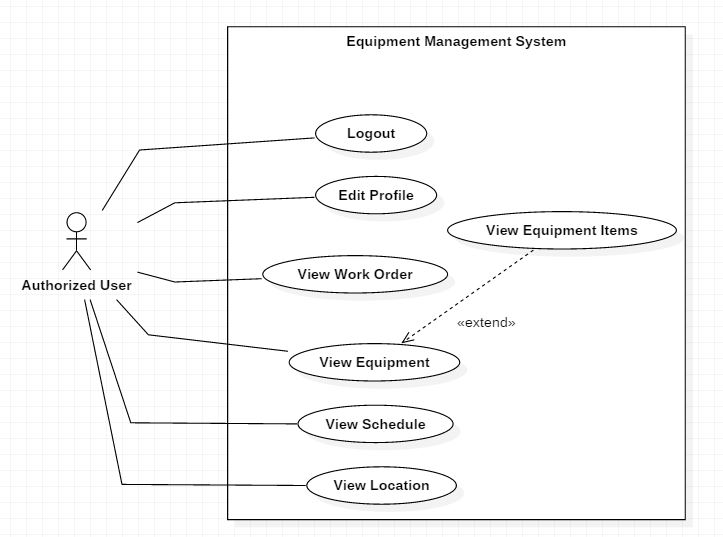 Equipment Management System
Logout
Edit Profile
View Equipment Items
View Work Order
Authorized User
«extend»
View Equipment
View Schedule
View Location